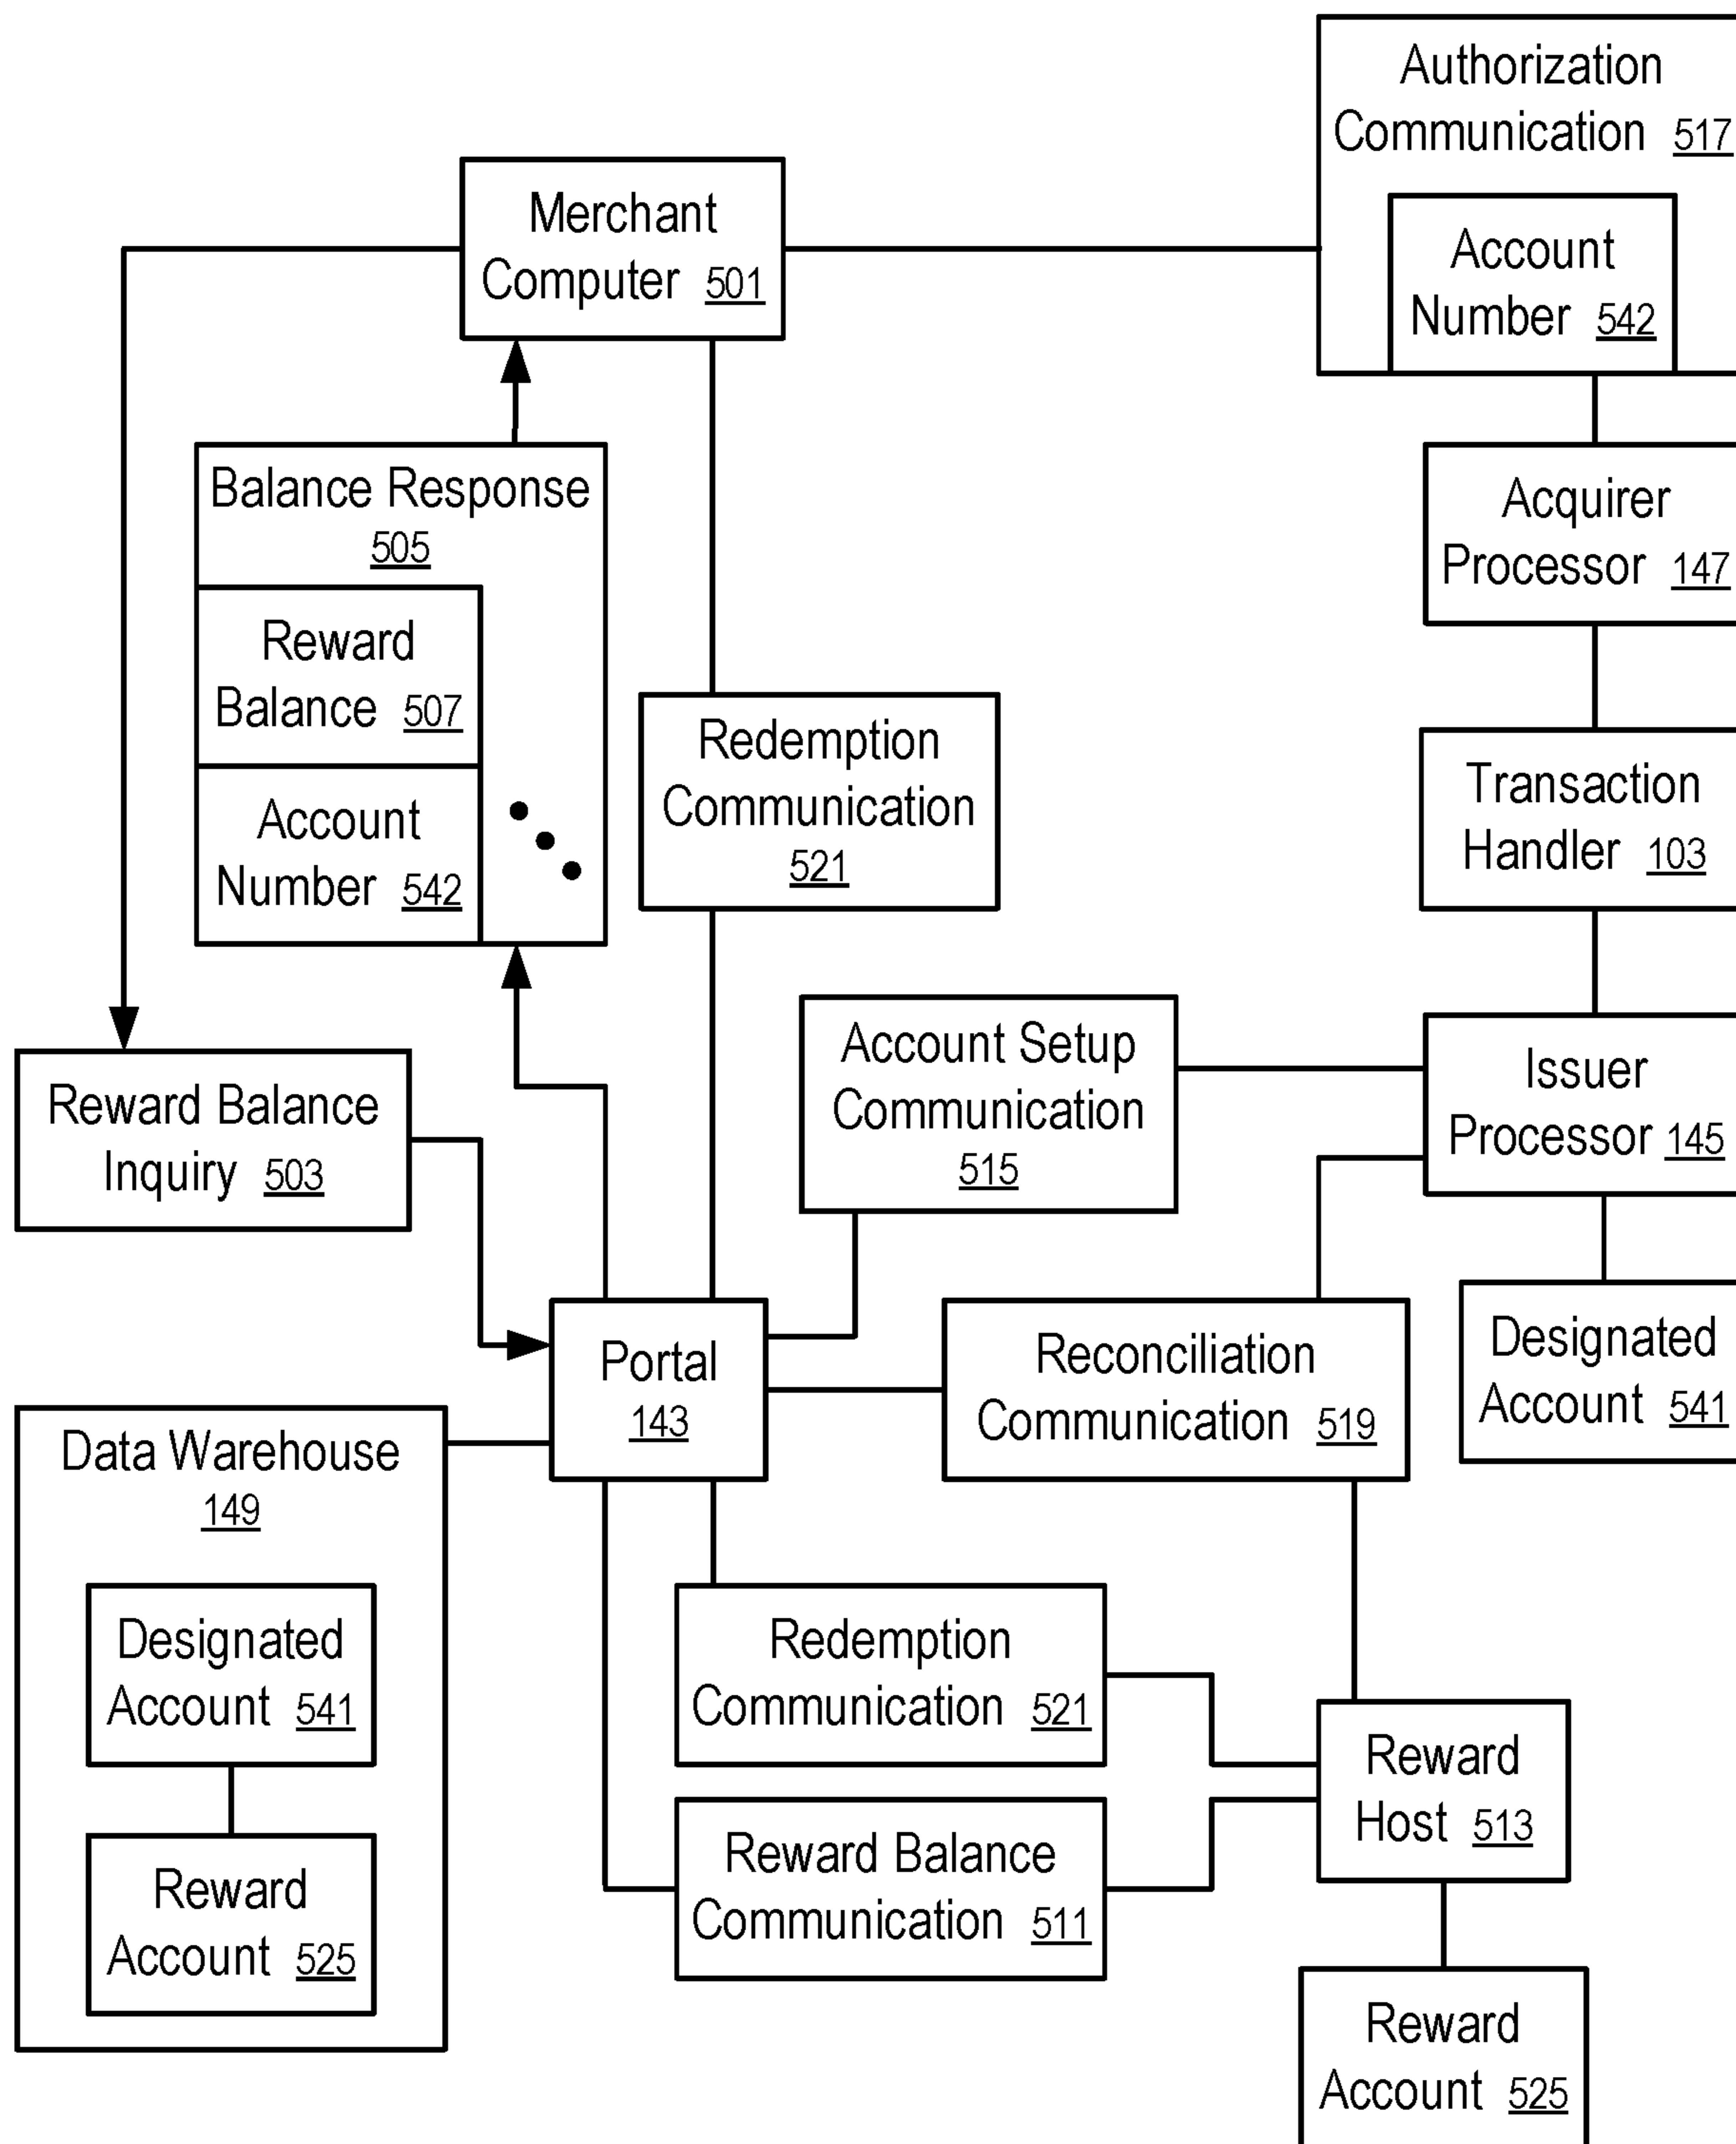 Authorization
Communication 517
Account
Number 542
Merchant
Computer 501
Balance Response
505
Reward
Balance 507
Account
Number 542
Acquirer
Processor 147
Redemption
Communication
521
Transaction
Handler 103
Account Setup
Communication
515
Issuer
Processor 145
Reward Balance
Inquiry 503
Portal
143
Reconciliation
Communication 519
Designated
Account 541
Data Warehouse
149
Designated
Account 541
Reward
Account 525
Redemption
Communication 521
Reward Balance
Communication 511
Reward
Host 513
Reward
Account 525